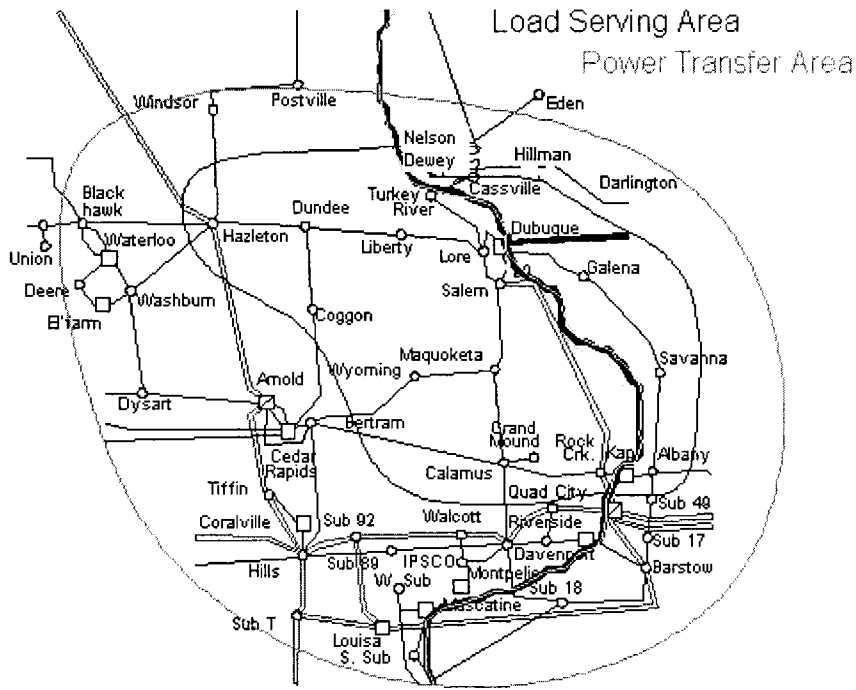 Load Serving Area
Power Transfer Area
Windsor
Postville
Eden
Nelson
Dewey
Hillman
Cassville
Darlington
Turkey
River
Black
hawk
Dundee
Dubuque
Waterloo
Hazleton
Liberty
Lore
Union
Galena
Deere
Washburn
Salem
El'farm
Coggon
Maquoketa
Savanna
Wyoming
Arnold
Dysart
Bertram
Grand
Mound
Rock
Crk.
Albany
Cedar
Rapids
Calamus
Tiffin
Quad City
Sub 49
Coralville
Sub 92
Walcott
Riverside
Sub 17
Hills
Sub 89
IPSCO
Davenport
W
Sub
Barstow
Sub 18
Sub T
Louisa
S. Sub